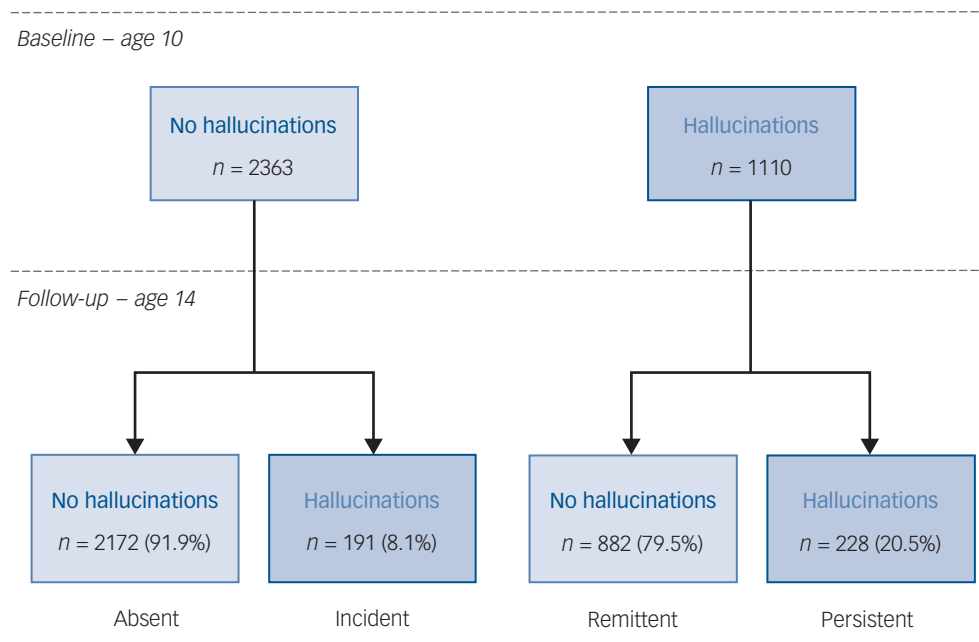 Baseline – age 10
No hallucinations
n = 2363
Hallucinations
n = 1110
Follow-up – age 14
No hallucinations
n = 2172 (91.9%)
Hallucinations
n = 191 (8.1%)
No hallucinations
n = 882 (79.5%)
Hallucinations
n = 228 (20.5%)
Absent
Incident
Remittent
Persistent